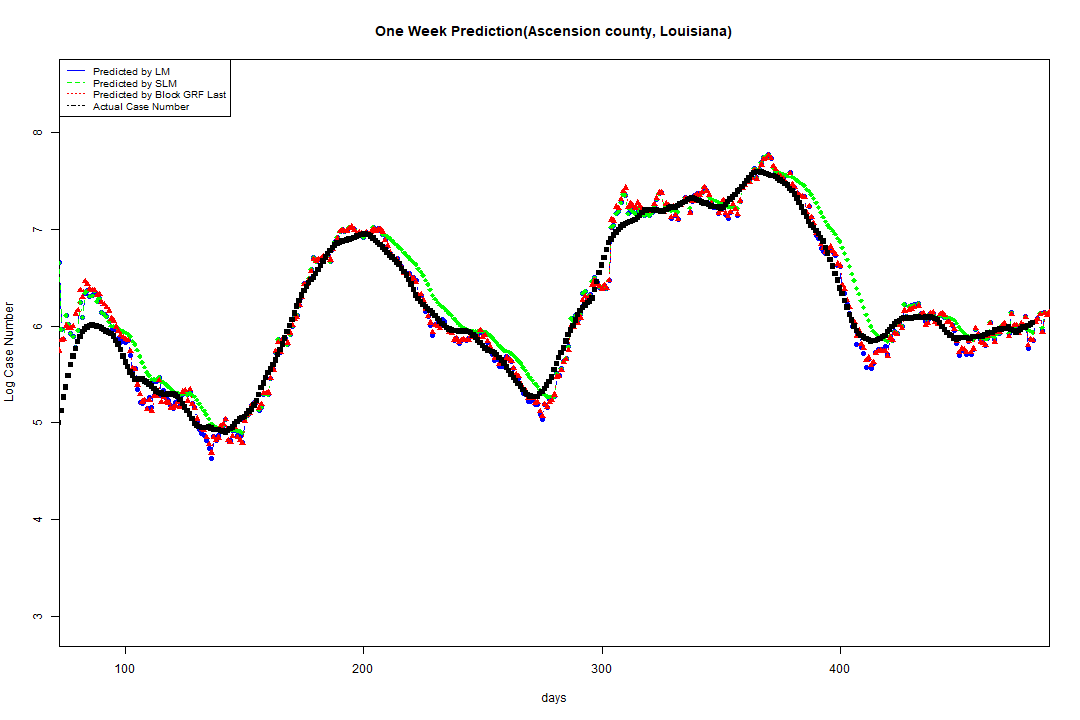 One Week Prediction(Ascension county, Louisiana)
Predicted by LM
Predicted by SLM
Predicted by Block GRF Last
Actual Case Number
8
7
6
5
4
3
Log Case Number
100 200 300 400
days